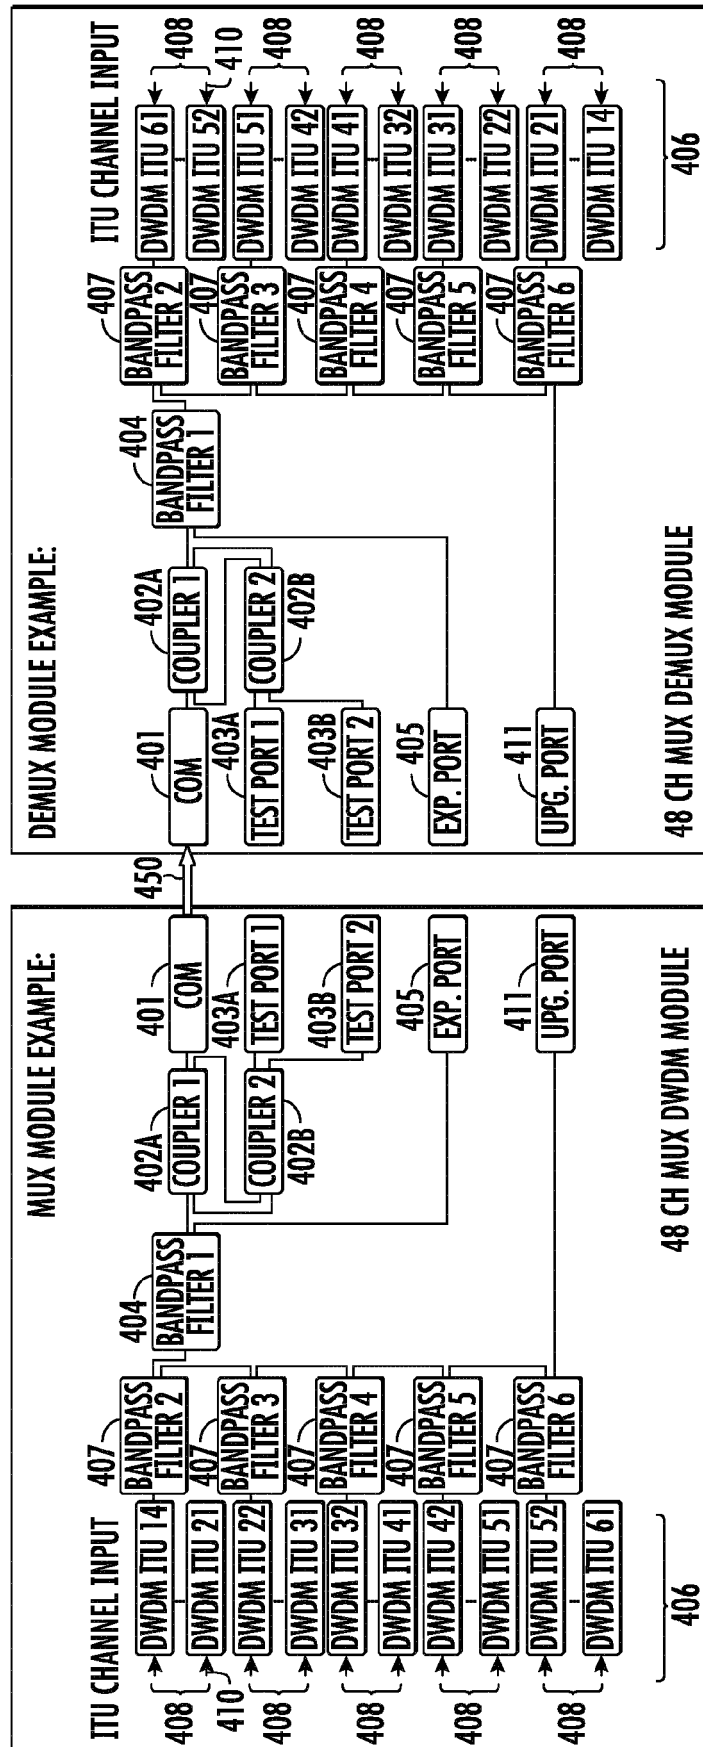 MUX MODULE EXAMPLE:
ITU CHANNEL INPUT
408
410
408
408
408
408
DWDM ITU 14
DWDM ITU 21
DWDM ITU 22
DWDM ITU 31
DWDM ITU 32
DWDM ITU 41
DWDM ITU 42
DWDM ITU 51
DWDM ITU 52
DWDM ITU 61
406
407
BANDPASS
FILTER 2
407
BANDPASS
FILTER 3
407
BANDPASS
FILTER 4
407
BANDPASS
FILTER 5
407
BANDPASS
FILTER 6
404
BANDPASS
FILTER 1
402A
COUPLER 1
COUPLER 2
402B
401
COM
403A
TEST PORT 1
403B
TEST PORT 2
405
EXP. PORT
411
UPG. PORT
48 CH MUX DWDM MODULE
450
DEMUX MODULE EXAMPLE:
401
COM
403A
TEST PORT 1
403B
TEST PORT 2
405
EXP. PORT
411
UPG. PORT
402A
COUPLER 1
COUPLER 2
402B
404
BANDPASS
FILTER 1
407
BANDPASS
FILTER 2
407
BANDPASS
FILTER 3
407
BANDPASS
FILTER 4
407
BANDPASS
FILTER 5
407
BANDPASS
FILTER 6
ITU CHANNEL INPUT
DWDM ITU 61
DWDM ITU 52
DWDM ITU 51
DWDM ITU 42
DWDM ITU 41
DWDM ITU 32
DWDM ITU 31
DWDM ITU 22
DWDM ITU 21
DWDM ITU 14
408
410
408
408
408
408
406
48 CH MUX DEMUX MODULE